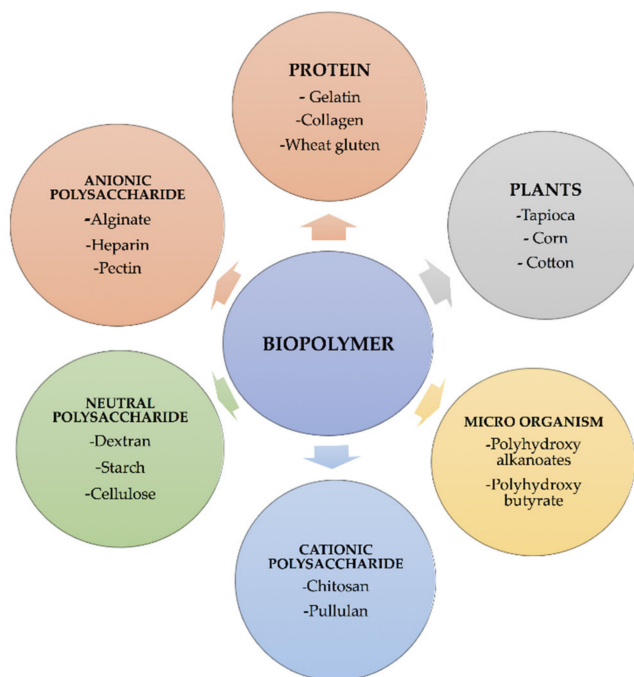 PROTEIN
- Gelatin
-Collagen
-Wheat gluten
PLANTS
-Tapioca
- Corn
- Cotton
MICRO ORGANISM
-Polyhydroxy
alkanoates
-Polyhydroxy
butyrate
CATIONIC
POLYSACCHARIDE
-Chitosan
-Pullulan
NEUTRAL
POLYSACCHARIDE
-Dextran
-Starch
-Cellulose
ANIONIC
POLYSACCHARIDE
-Alginate
-Heparin
-Pectin
BIOPOLYMER